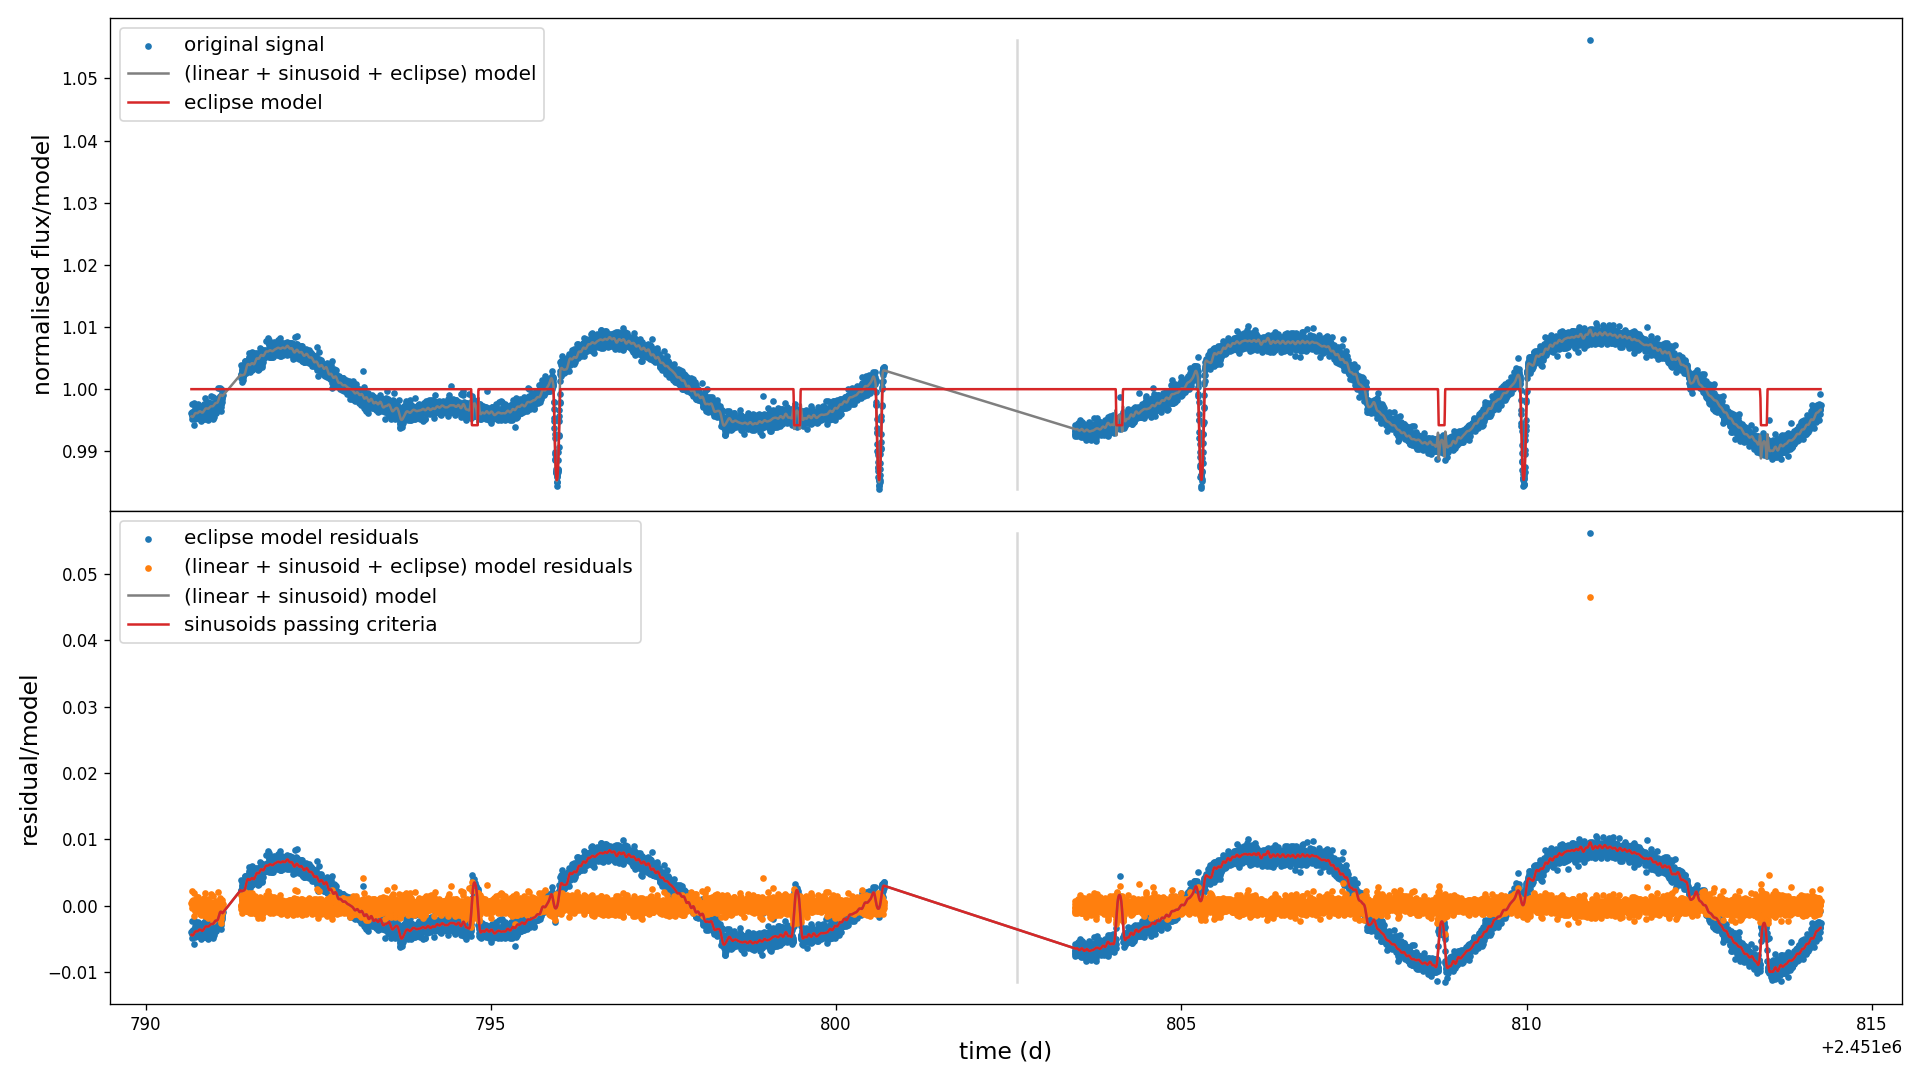 original signal
(linear + sinusoid + eclipse) model
eclipse model
normalised flux/model
1.05
1.04
1.03
1.02
1.01
1.00
0.99
eclipse model residuals
(linear + sinusoid + eclipse) model residuals
(linear + sinusoid) model
sinusoids passing criteria
residual/model
0.05
0.04
0.03
0.02
0.01
0.00
−0.01
790 795 800 805 810 815
time (d)
+2.451e6